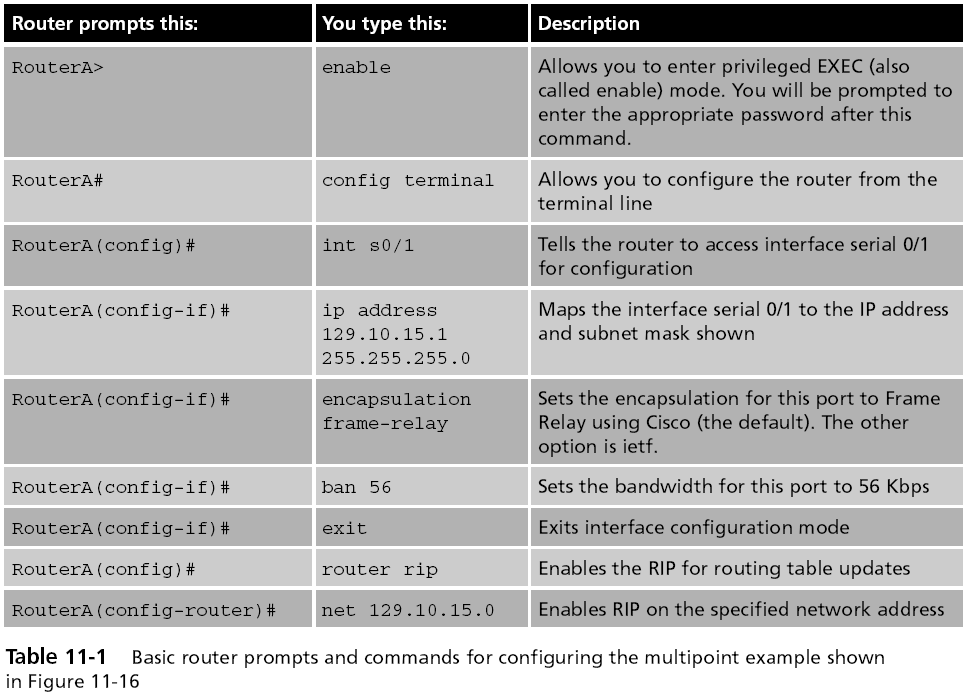 Router prompts this: You type this: Description
RouterA> enable Allows you to enter privileged EXEC (also
called enable) mode. You will be prompted to
enter the appropriate password after this
command.
RouterA# config terminal Allows you to configure the router from the
terminal line
RouterA(config)# int s0/1 Tells the router to access interface serial 0/1
for configuration
RouterA(config-if)# ip address Maps the interface serial 0/1 to the IP address
129.10.15.1 and subnet mask shown
255.255.255.0
RouterA(config-if)# encapsulation Sets the encapsulation for this port to Frame
frame-relay Relay using Cisco (the default). The other
option is ietf.
RouterA(config-if)# ban 56 Sets the bandwidth for this port to 56 Kbps
RouterA(config-if)# exit Exits interface configuration mode
RouterA(config)# router rip Enables the RIP for routing table updates
RouterA(config-router)# net 129.10.15.0 Enables RIP on the specified network address
Table 11-1 Basic router prompts and commands for configuring the multipoint example shown
in Figure 11-16